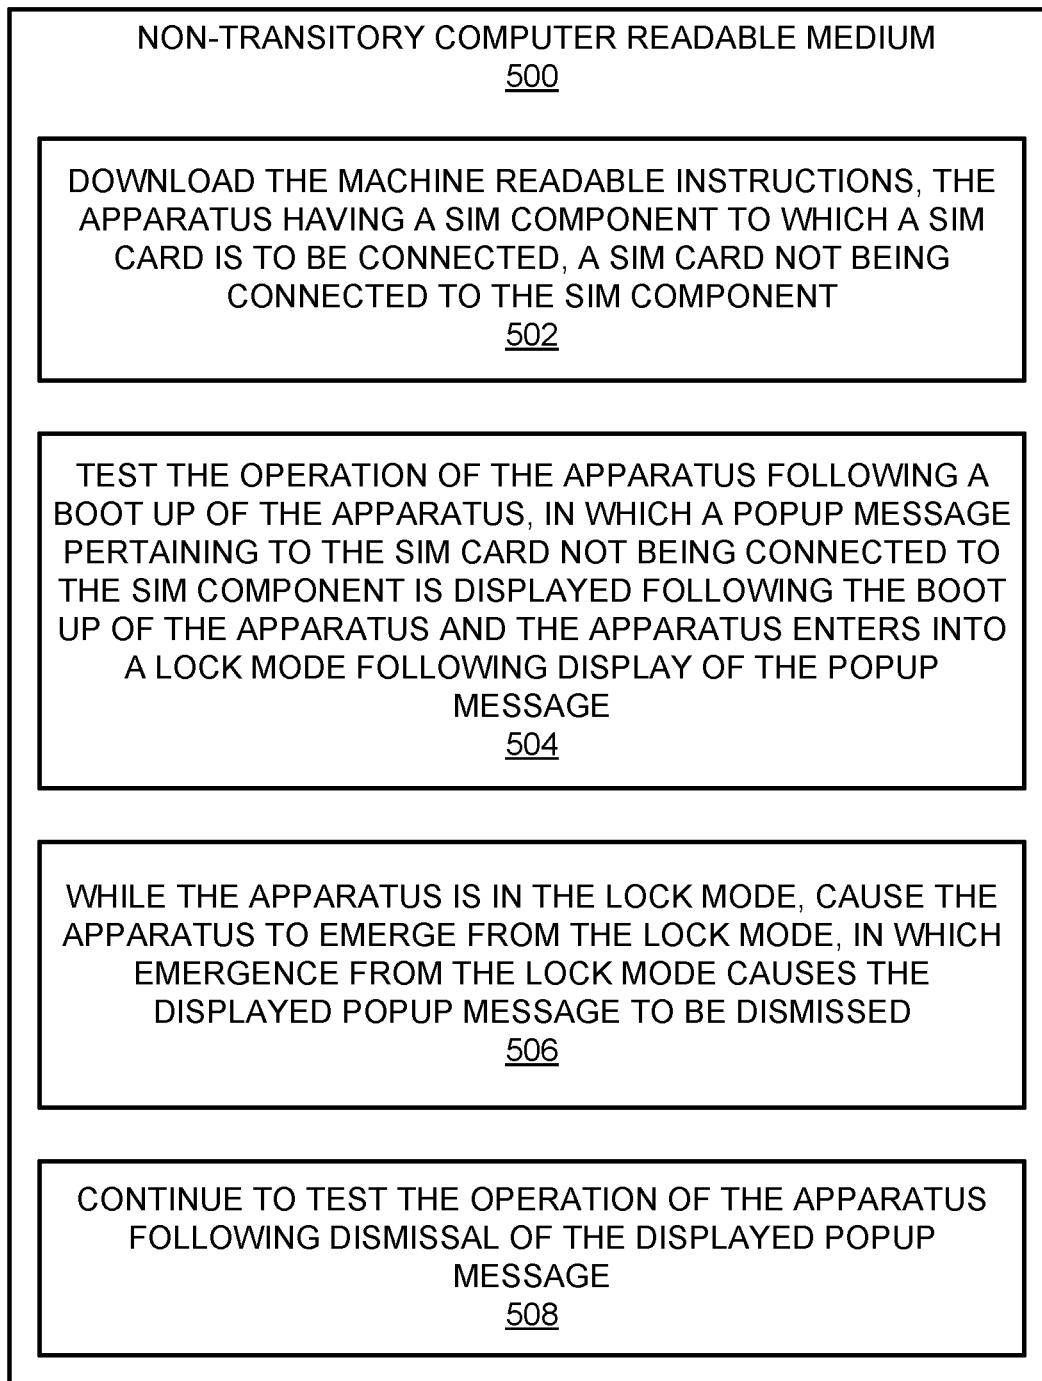 NON-TRANSITORY COMPUTER READABLE MEDIUM
500
DOWNLOAD THE MACHINE READABLE INSTRUCTIONS, THE
APPARATUS HAVING A SIM COMPONENT TO WHICH A SIM
CARD IS TO BE CONNECTED, A SIM CARD NOT BEING
CONNECTED TO THE SIM COMPONENT
502
TEST THE OPERATION OF THE APPARATUS FOLLOWING A
BOOT UP OF THE APPARATUS, IN WHICH A POPUP MESSAGE
PERTAINING TO THE SIM CARD NOT BEING CONNECTED TO
THE SIM COMPONENT IS DISPLAYED FOLLOWING THE BOOT
UP OF THE APPARATUS AND THE APPARATUS ENTERS INTO
A LOCK MODE FOLLOWING DISPLAY OF THE POPUP
MESSAGE
504
WHILE THE APPARATUS IS IN THE LOCK MODE, CAUSE THE
APPARATUS TO EMERGE FROM THE LOCK MODE, IN WHICH
EMERGENCE FROM THE LOCK MODE CAUSES THE
DISPLAYED POPUP MESSAGE TO BE DISMISSED
506
CONTINUE TO TEST THE OPERATION OF THE APPARATUS
FOLLOWING DISMISSAL OF THE DISPLAYED POPUP
MESSAGE
508